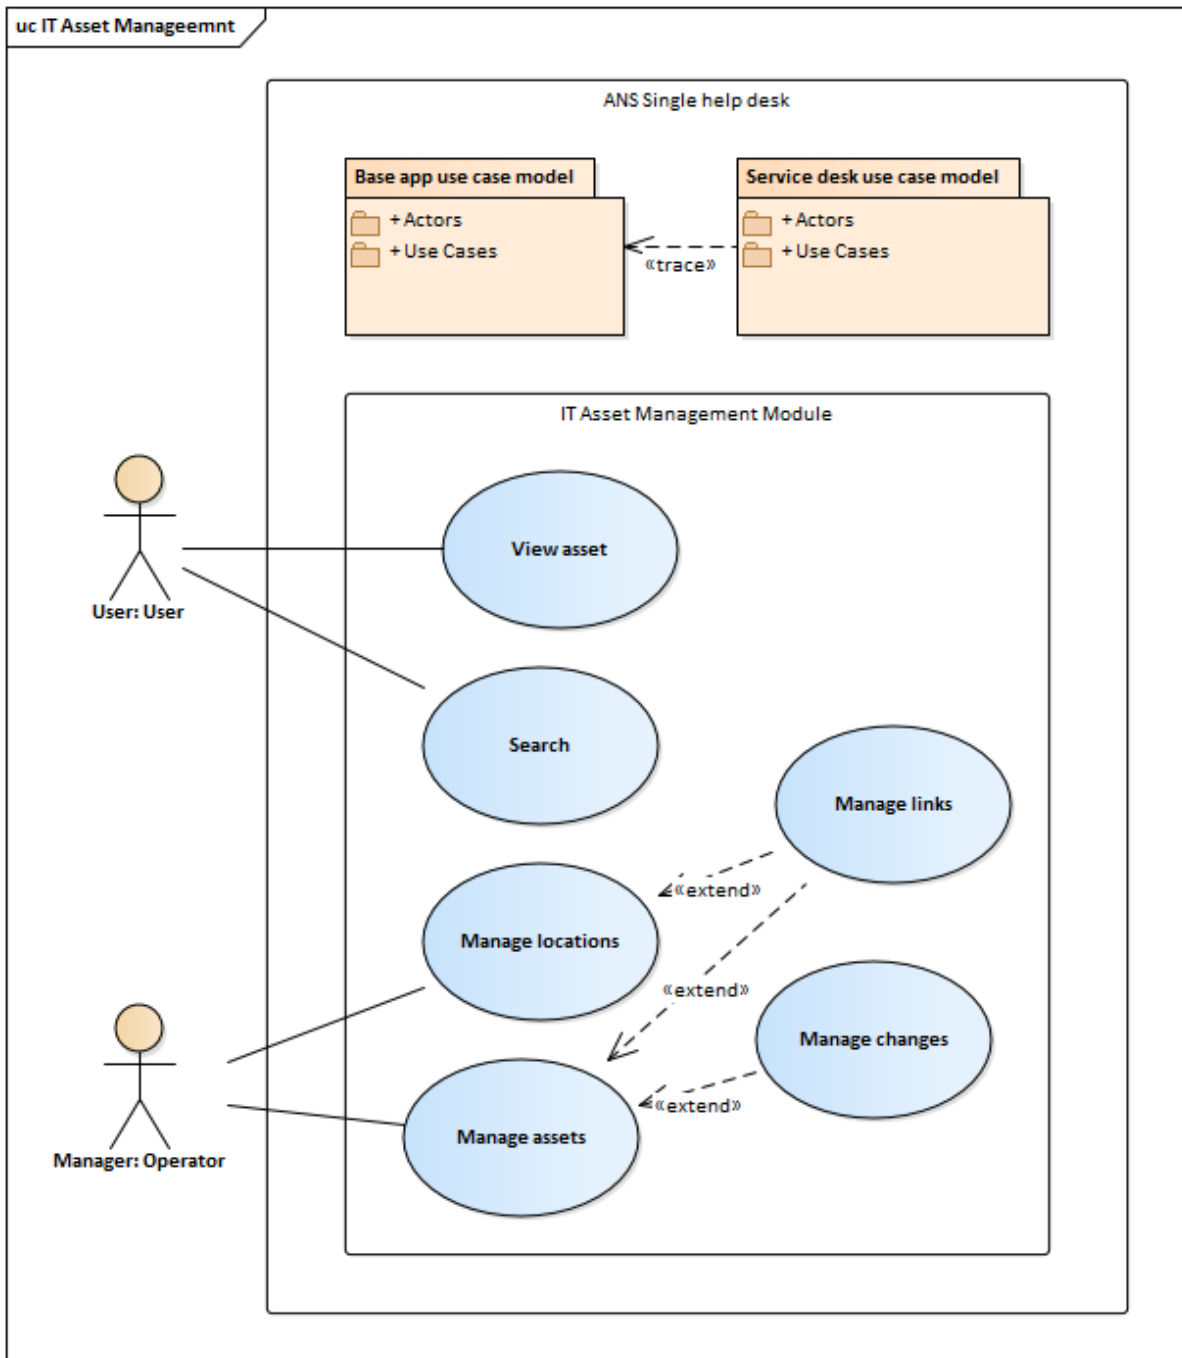 uc IT Asset Manageemnt
ANS Single help desk
Base app use case model
+ Actors
+ Use Cases
Service desk use case model
+ Actors
+ Use Cases
«trace»
IT Asset Management Module
View asset
User: User
Search
Manage links
«extend»
Manage locations
«extend»
Manage changes
«extend»
Manage assets
Manager: Operator